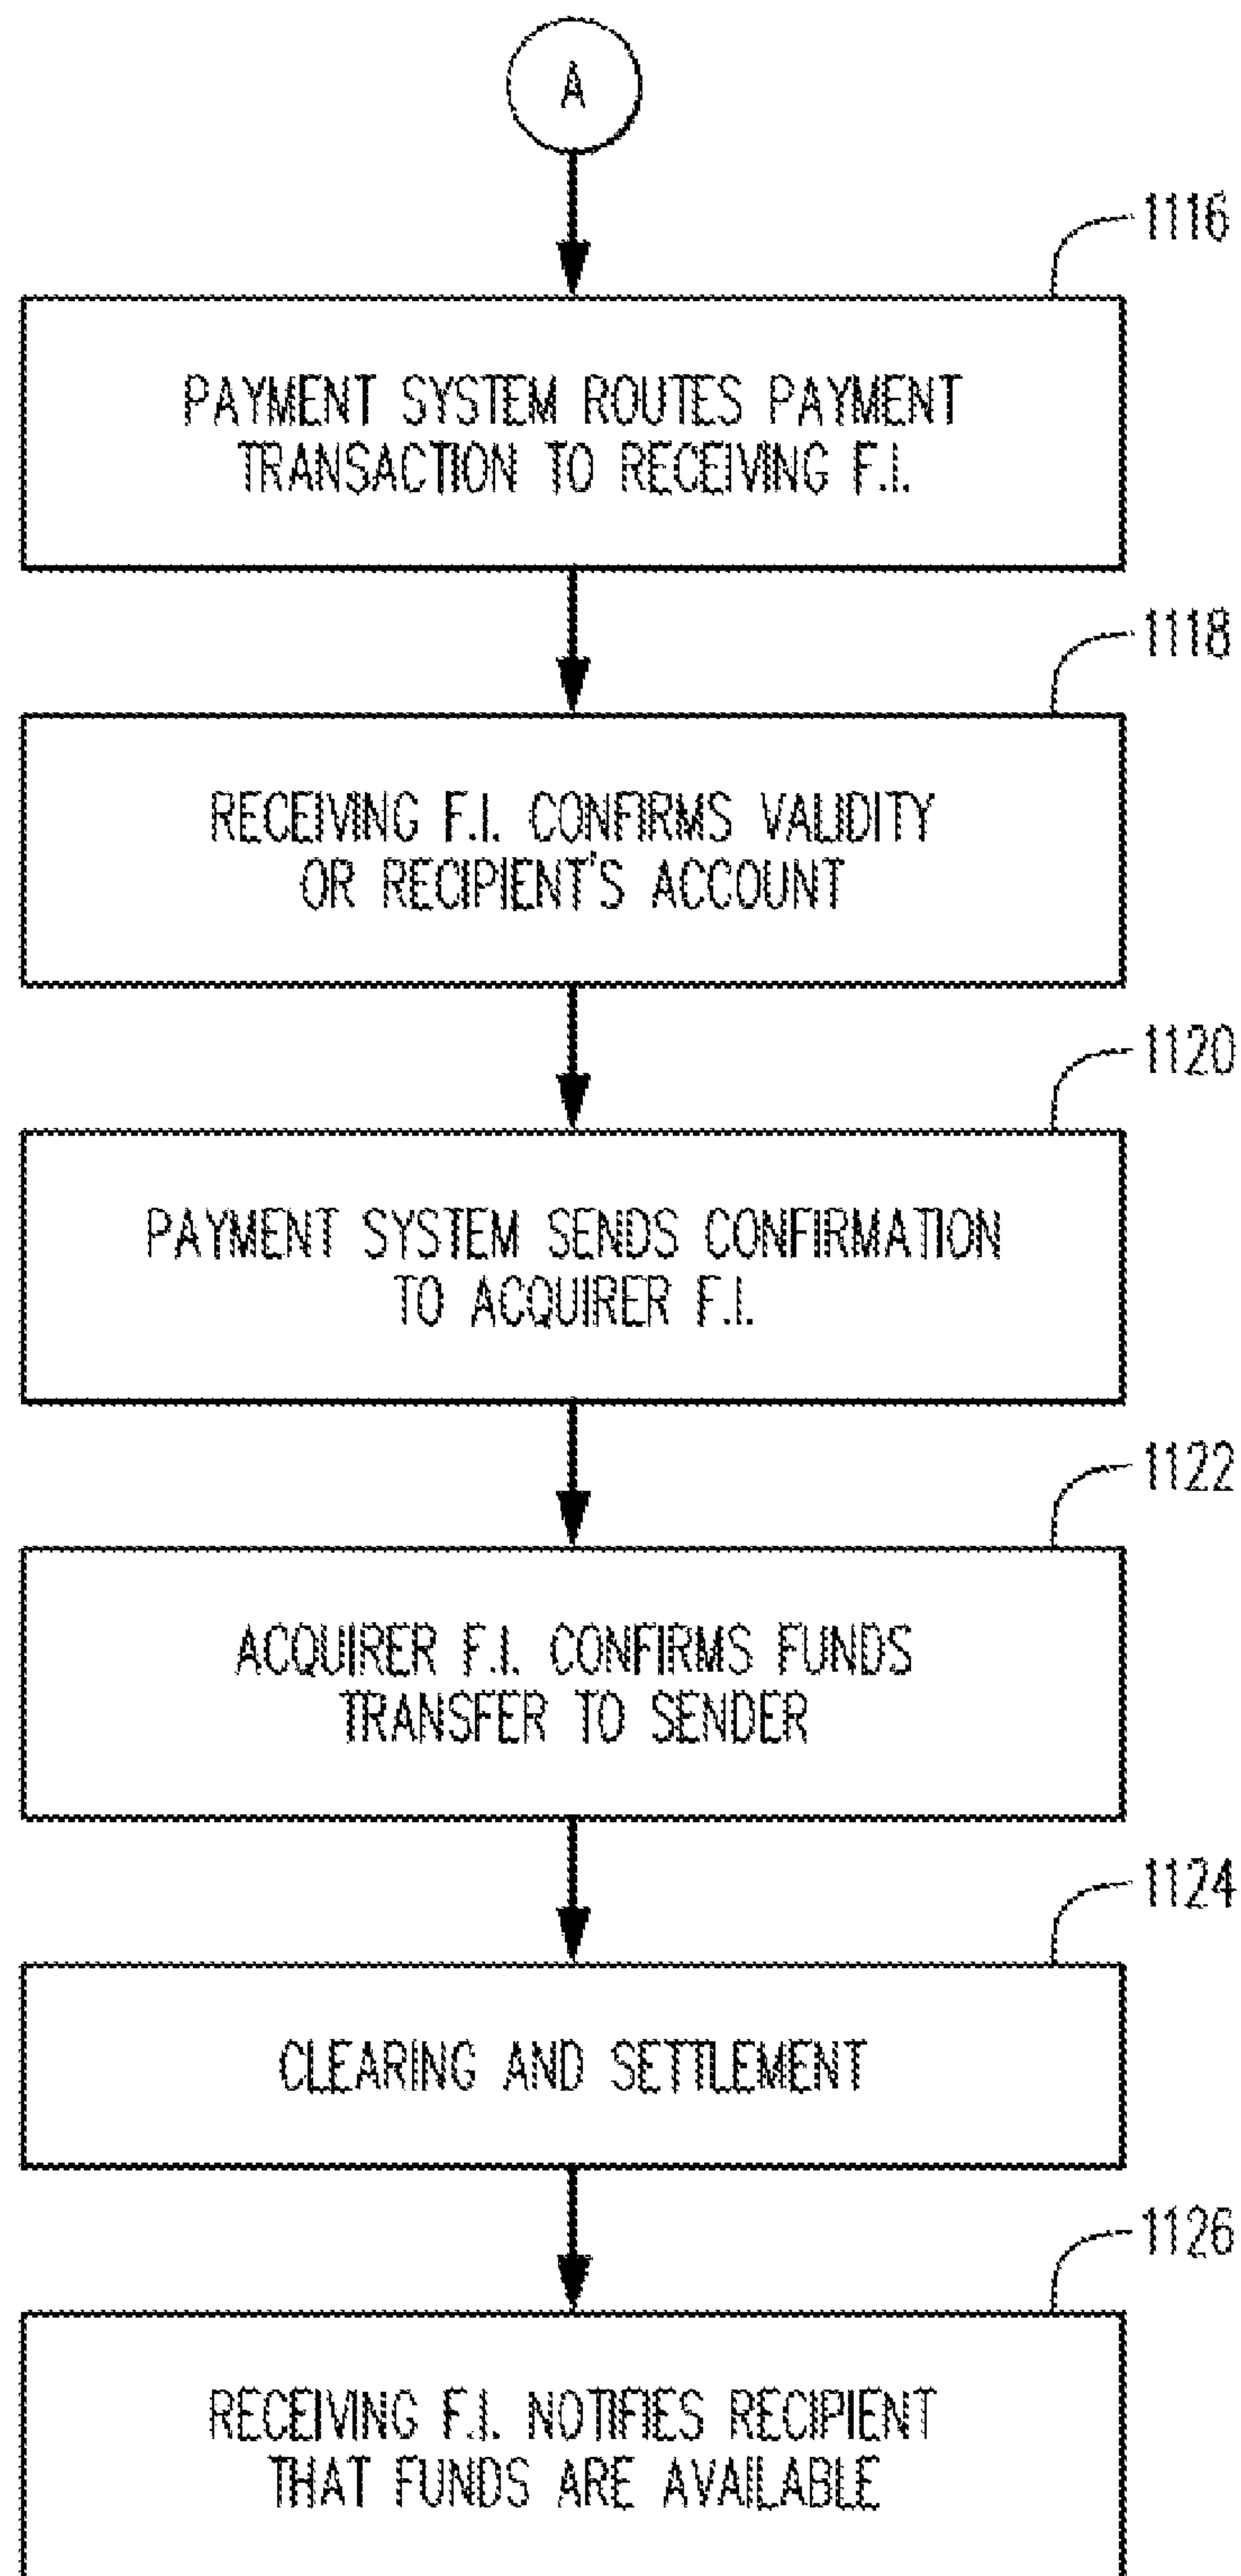 A
1116
PAYMENT SYSTEM ROUTES PAYMENT
TRANSACTION TO RECEIVING F.I.
1118
RECEIVING F.I. CONFIRMS VALIDITY
OR RECIPIENT'S ACCOUNT
1120
PAYMENT SYSTEM SENDS CONFIRMATION
TO ACQUIRER F.I.
1122
ACQUIRER F.I. CONFIRMS FUNDS
TRANSFER TO SENDER
1124
CLEARING AND SETTLEMENT
1126
RECEIVING F.I. NOTIFIES RECIPIENT
THAT FUNDS ARE AVAILABLE